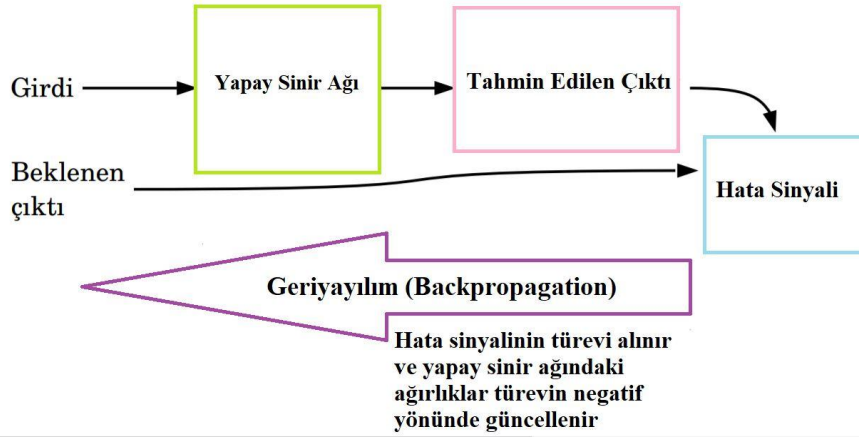 Girdi
Yapay Sinir Ağı
Tahmin Edilen Çıktı
Beklenen
çıktı
Hata Sinyali
Geriyayılım (Backpropagation)
Hata sinyalinin türevi alınır
ve yapay sinir ağındaki
ağırlıklar türevin negatif
yönünde güncellenir